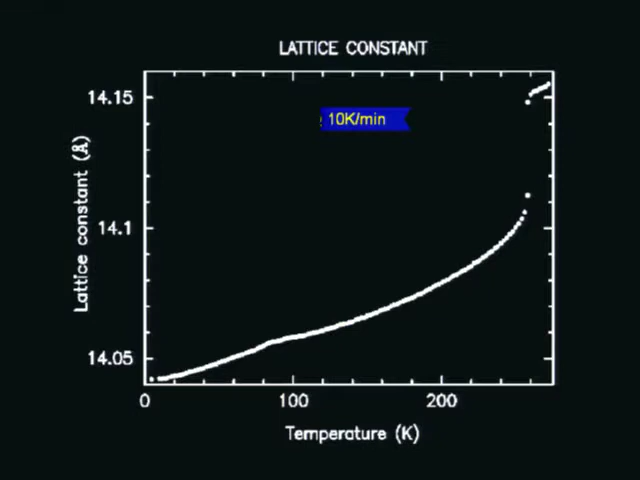 LATTICE CONSTANT
10K/min
Lattice constant (Å)
14.15
14.1
14.05
0 100 200
Temperature (K)